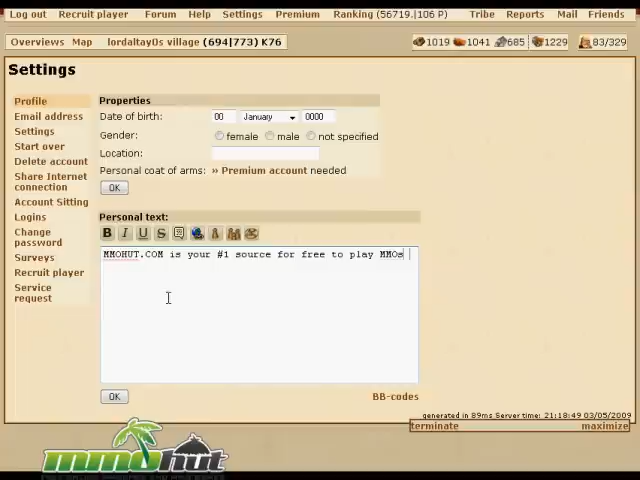 Log out Recruit player Forum Help Settings Premium Ranking (56719.|106 P) Tribe Reports Mail Friends
Overviews Map lordaltay0s village (694|773) K76 1019 1041 685 1229 83/329
Settings
Profile
Email address
Settings
Start over
Delete account
Share Internet
connection
Account Sitting
Logins
Change
password
Surveys
Recruit player
Service
request
Properties
Date of birth: 00 January 0000
Gender: female male not specified
Location:
Personal coat of arms: » Premium account needed
OK
Personal text:
B I U S
MMOHUT.COM is your #1 source for free to play MMOs
OK BB-codes
generated in 89ms Server time: 21:18:49 03/05/2009
terminate maximize
mmohut